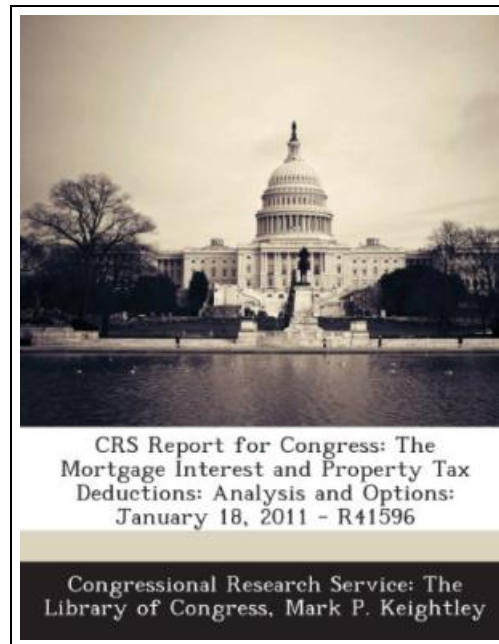 CRS Report for Congress: The
Mortgage Interest and Property Tax
Deductions: Analysis and Options:
January 18, 2011 - R41596
Congressional Research Service: The
Library of Congress, Mark P. Keightley